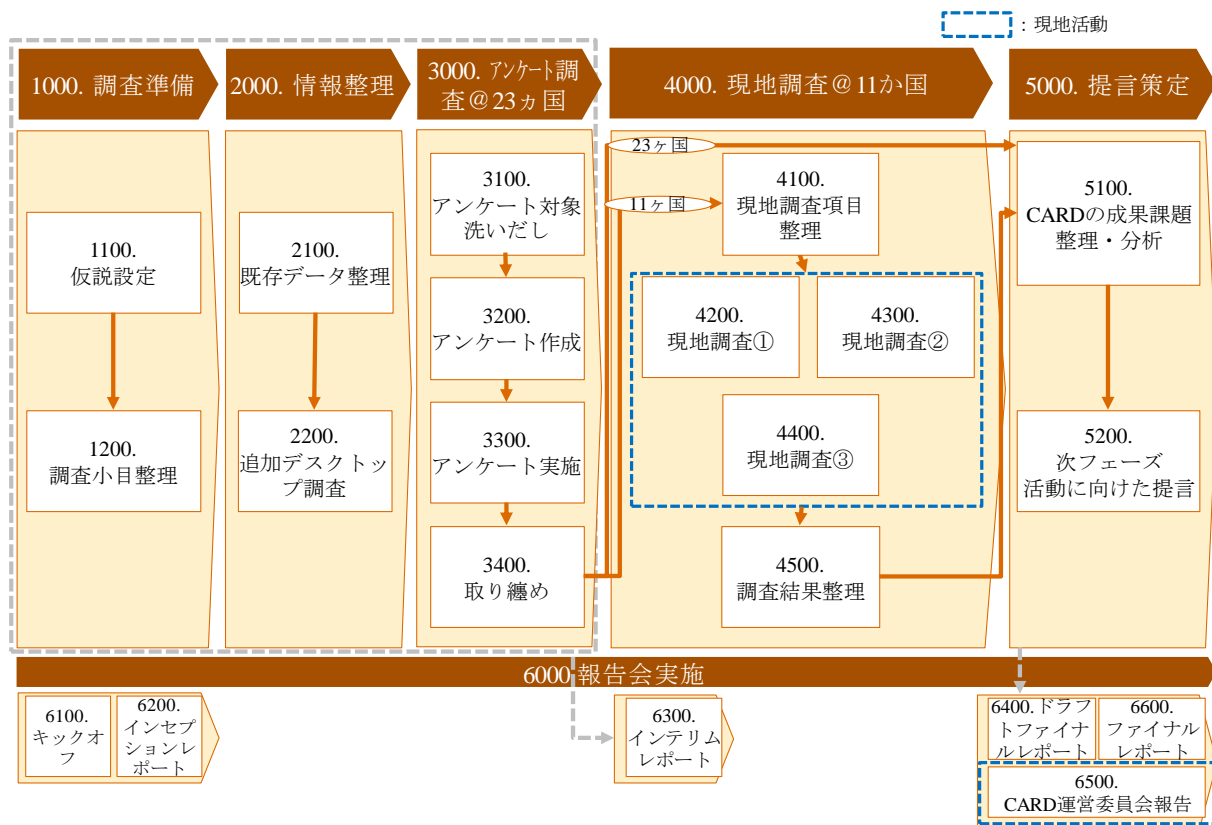 : 現地活動
1000. 調査準備
2000. 情報整理
3000. アンケート調
査@23ヵ国
4000. 現地調査@11か国
5000. 提言策定
1100.
仮説設定
1200.
調査小目整理
2100.
既存データ整理
2200.
追加デスクトッ
プ調査
3100.
アンケート対象
洗いだし
3200.
アンケート作成
3300.
アンケート実施
3400.
取り纏め
23ヶ国
11ヶ国
4100.
現地調査項目
整理
4200.
現地調査①
4300.
現地調査②
4400.
現地調査③
4500.
調査結果整理
5100.
CARDの成果課題
整理・分析
5200.
次フェーズ
活動に向けた提言
6000 報告会実施
6100.
キックオ
フ
6200.
インセプ
ションレ
ポート
6300.
インテリム
レポート
6400. ドラフ
トファイナ
ルレポート
6600.
ファイナル
レポート
6500.
CARD運営委員会報告